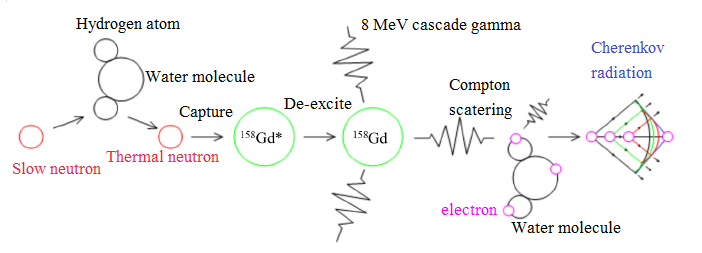 Hydrogen atom
8 MeV cascade gamma
Cherenkov
radiation
Water molecule
Compton
scatering
Capture
De-excite
¹⁵⁸Gd*
¹⁵⁸Gd
Slow neutron
Thermal neutron
electron
Water molecule